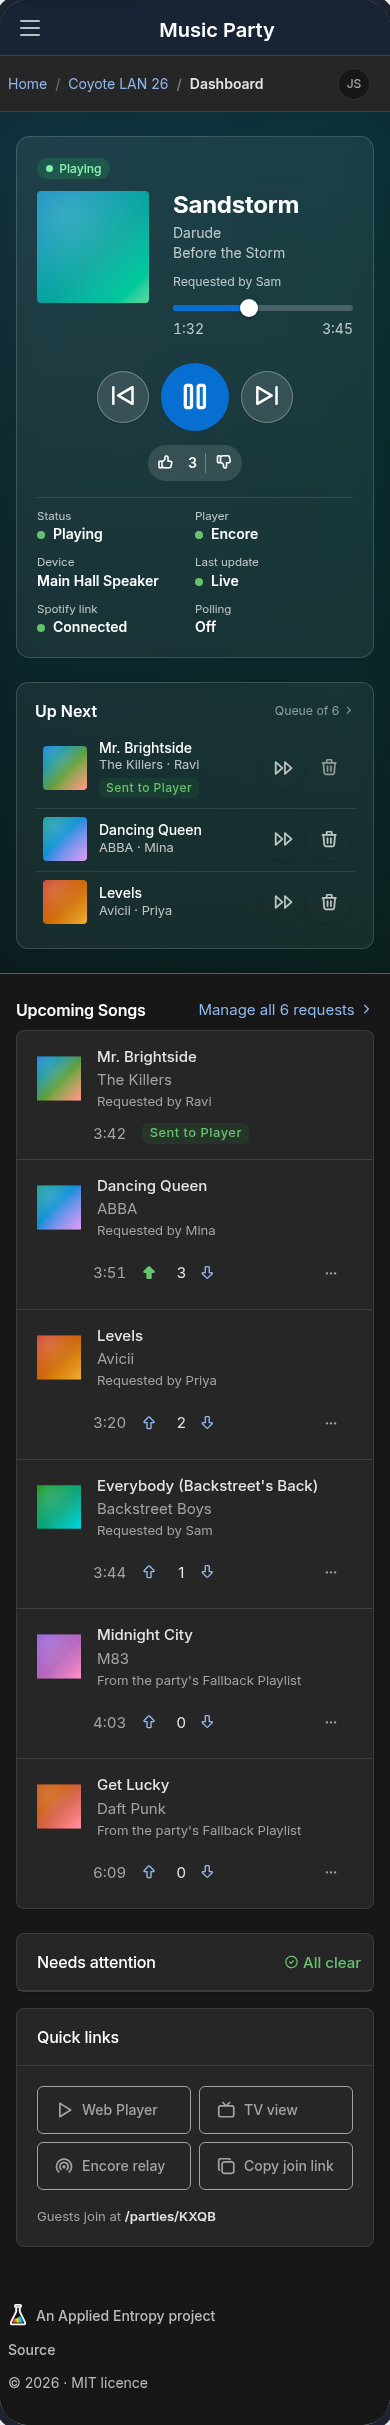 Music Party
Home / Coyote LAN 26 / Dashboard
JS
Playing
Sandstorm
Darude
Before the Storm
Requested by Sam
1:32 3:45
3
Status Player
Playing Encore
Device Last update
Main Hall Speaker Live
Spotify link Polling
Connected Off
Up Next Queue of 6
Mr. Brightside
The Killers · Ravi
Sent to Player
Dancing Queen
ABBA · Mina
Levels
Avicii · Priya
Upcoming Songs Manage all 6 requests
Mr. Brightside
The Killers
Requested by Ravi
3:42 Sent to Player
Dancing Queen
ABBA
Requested by Mina
3:51 3 ...
Levels
Avicii
Requested by Priya
3:20 2 ...
Everybody (Backstreet's Back)
Backstreet Boys
Requested by Sam
3:44 1 ...
Midnight City
M83
From the party's Fallback Playlist
4:03 0 ...
Get Lucky
Daft Punk
From the party's Fallback Playlist
6:09 0 ...
Needs attention All clear
Quick links
Web Player TV view
Encore relay Copy join link
Guests join at /parties/KXQB
An Applied Entropy project
Source
© 2026 · MIT licence